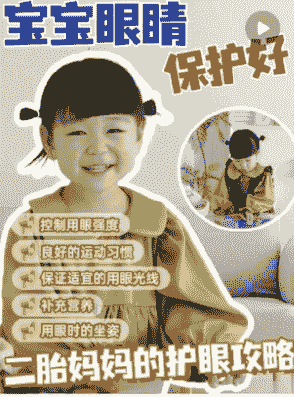 宝宝眼睛
保护好
控制用眼强度
良好的运动习惯
保证适宜的用眼光线
补充营养
用眼时的坐姿
二胎妈妈的护眼攻略